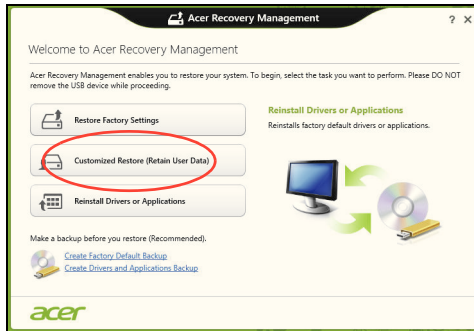 Acer Recovery Management
? ×
Welcome to Acer Recovery Management
Acer Recovery Management enables you to restore your system. To begin, select the task you want to perform. Please DO NOT
remove the USB device while proceeding.
Restore Factory Settings
Customized Restore (Retain User Data)
Reinstall Drivers or Applications
Reinstall Drivers or Applications
Reinstalls factory default drivers or applications.
Make a backup before you restore (Recommended).
Create Factory Default Backup
Create Drivers and Applications Backup
acer